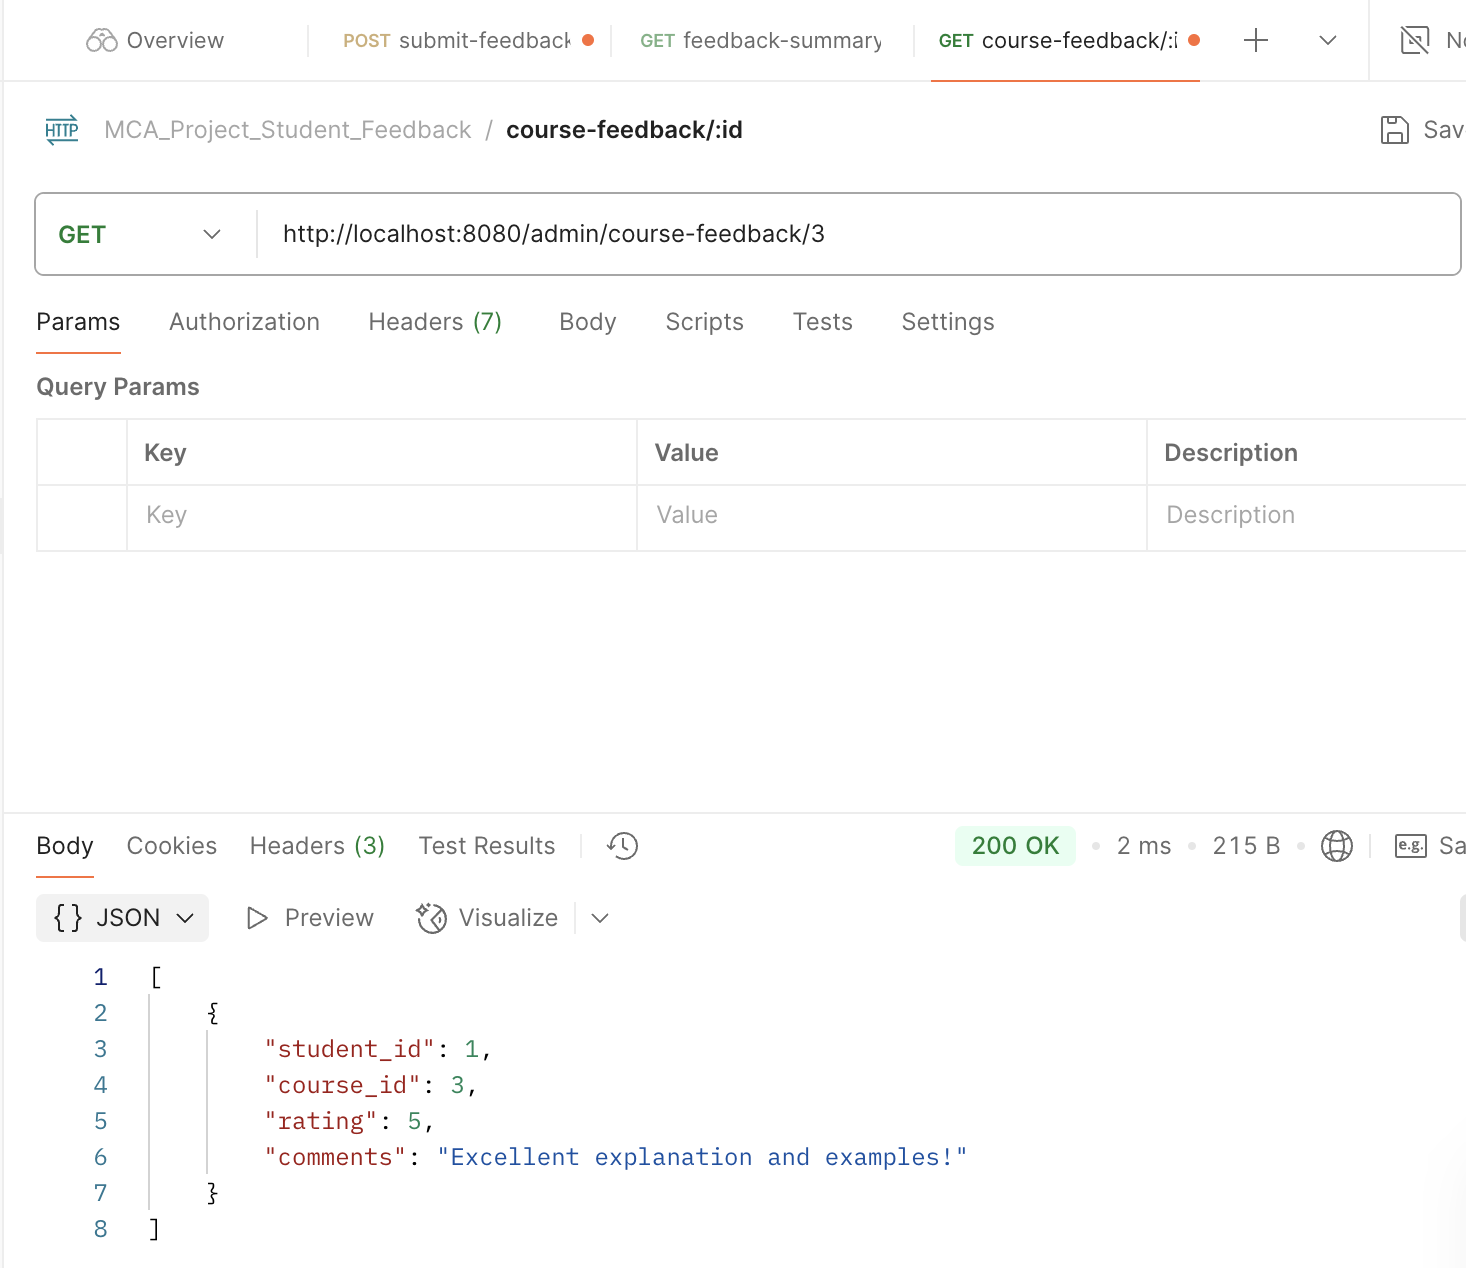 Overview
POST submit-feedback
GET feedback-summary
GET course-feedback/:i
No
HTTP
MCA_Project_Student_Feedback / course-feedback/:id
Sav
GET
http://localhost:8080/admin/course-feedback/3
Params Authorization Headers (7) Body Scripts Tests Settings
Query Params
Key Value Description
Key Value Description
Body Cookies Headers (3) Test Results
200 OK • 2 ms • 215 B •
e.g. Sa
{} JSON Preview Visualize
1 [
2 {
3 "student_id": 1,
4 "course_id": 3,
5 "rating": 5,
6 "comments": "Excellent explanation and examples!"
7 }
8 ]